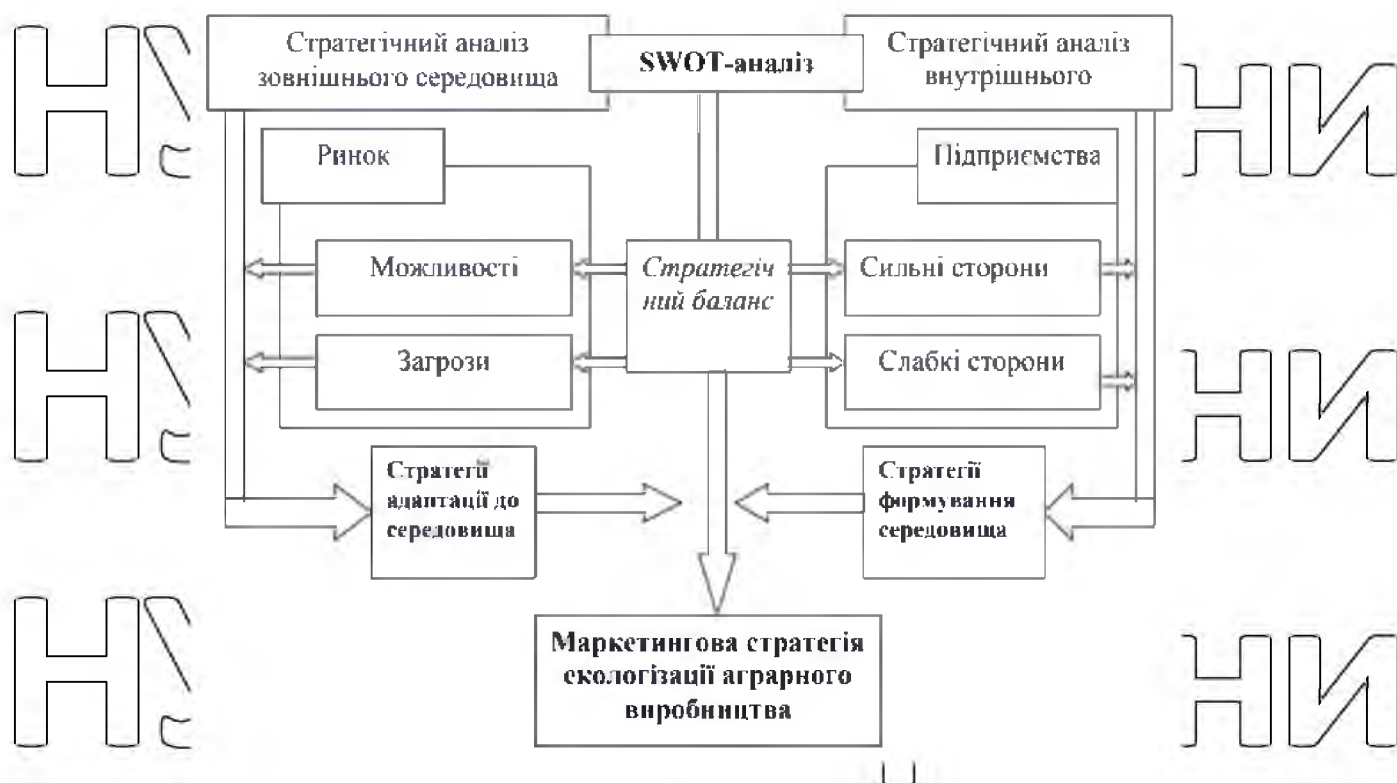 Стратегічний аналіз
зовнішнього середовища
SWOT-аналіз
Стратегічний аналіз
внутрішнього
Ринок
Підприємства
Можливості
Стратегіч
ний баланс
Сильні сторони
Загрози
Слабкі сторони
Стратегії
адаптації до
середовища
Стратегії
формування
середовища
Маркетингова стратегія
екологізації аграрного
виробництва